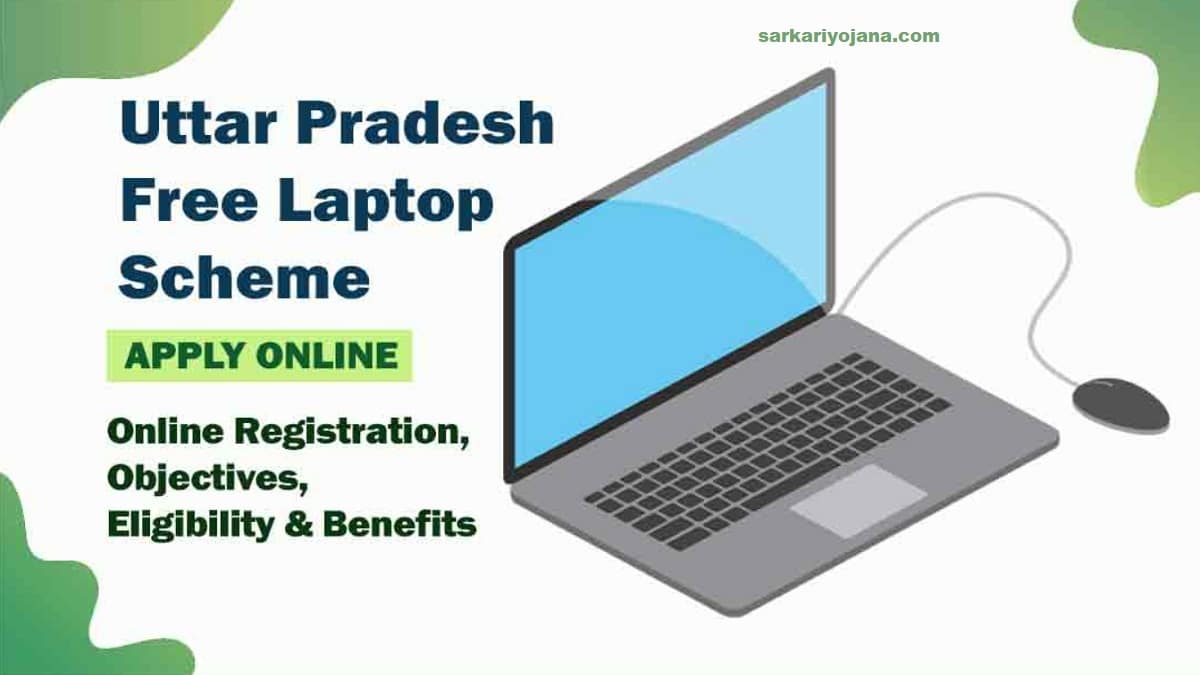 sarkariyojana.com
Uttar Pradesh
Free Laptop
Scheme
APPLY ONLINE
Online Registration,
Objectives,
Eligibility & Benefits